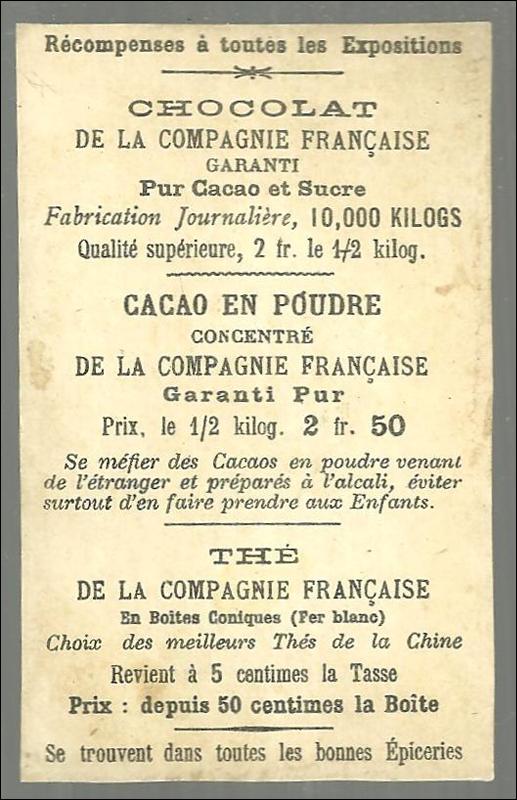 Récompenses à toutes les Expositions
CHOCOLAT
DE LA COMPAGNIE FRANÇAISE
GARANTI
Pur Cacao et Sucre
Fabrication Journalière, 10,000 KILOGS
Qualité supérieure, 2 fr. le 1/2 kilog.
CACAO EN POUDRE
CONCENTRÉ
DE LA COMPAGNIE FRANÇAISE
Garanti Pur
Prix, le 1/2 kilog. 2 fr. 50
Se méfier des Cacaos en poudre venant
de l'étranger et préparés à l'alcali, éviter
surtout d'en faire prendre aux Enfants.
THÉ
DE LA COMPAGNIE FRANÇAISE
En Boîtes Coniques (Fer blanc)
Choix des meilleurs Thés de la Chine
Revient à 5 centimes la Tasse
Prix : depuis 50 centimes la Boîte
Se trouvent dans toutes les bonnes Épiceries